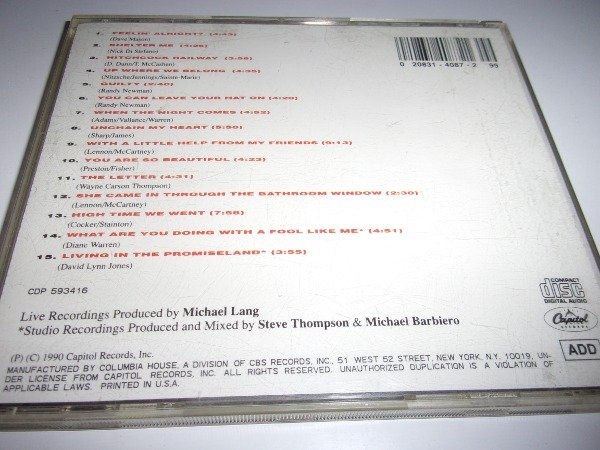 1. FEELIN' ALRIGHT? (4:43)
(Dave Mason)
2. SHELTER ME (4:26)
(Nick Di Stefano)
3. HITCHCOCK RAILWAY (3:56)
(D. Dunn/T. McCashen)
4. UP WHERE WE BELONG (4:35)
(Nitzsche/Jennings/Sainte-Marie)
5. GUILTY (2:40)
(Randy Newman)
6. YOU CAN LEAVE YOUR HAT ON (4:20)
(Randy Newman)
7. WHEN THE NIGHT COMES (4:52)
(Adams/Vallance/Warren)
8. UNCHAIN MY HEART (5:59)
(Sharp/James)
9. WITH A LITTLE HELP FROM MY FRIENDS (9:13)
(Lennon/McCartney)
10. YOU ARE SO BEAUTIFUL (4:23)
(Preston/Fisher)
11. THE LETTER (4:31)
(Wayne Carson Thompson)
12. SHE CAME IN THROUGH THE BATHROOM WINDOW (2:30)
(Lennon/McCartney)
13. HIGH TIME WE WENT (7:58)
(Cocker/Stainton)
14. WHAT ARE YOU DOING WITH A FOOL LIKE ME* (4:51)
(Diane Warren)
15. LIVING IN THE PROMISELAND* (3:55)
(David Lynn Jones)
0 20831-4087-2 99
CDP 593416
COMPACT
disc
DIGITAL AUDIO
Live Recordings Produced by Michael Lang
*Studio Recordings Produced and Mixed by Steve Thompson & Michael Barbiero
Capitol
RECORDS
ADD
(P) (C) 1990 Capitol Records, Inc.
MANUFACTURED BY COLUMBIA HOUSE, A DIVISION OF CBS RECORDS, INC., 51 WEST 52 STREET, NEW YORK, N.Y. 10019, UN-
DER LICENSE FROM CAPITOL RECORDS, INC. ALL RIGHTS RESERVED. UNAUTHORIZED DUPLICATION IS A VIOLATION OF
APPLICABLE LAWS. PRINTED IN U.S.A.